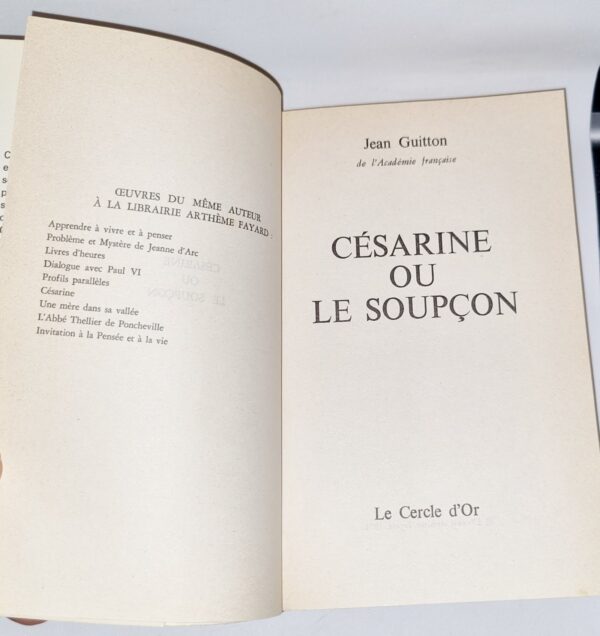 ŒUVRES DU MÊME AUTEUR
À LA LIBRAIRIE ARTHÈME FAYARD :
Apprendre à vivre et à penser
Problème et Mystère de Jeanne d'Arc
Livres d'heures
Dialogue avec Paul VI
Profils parallèles
Césarine
Une mère dans sa vallée
L'Abbé Thellier de Poncheville
Invitation à la Pensée et à la vie
Jean Guitton
de l'Académie française
CÉSARINE
OU
LE SOUPÇON
Le Cercle d'Or